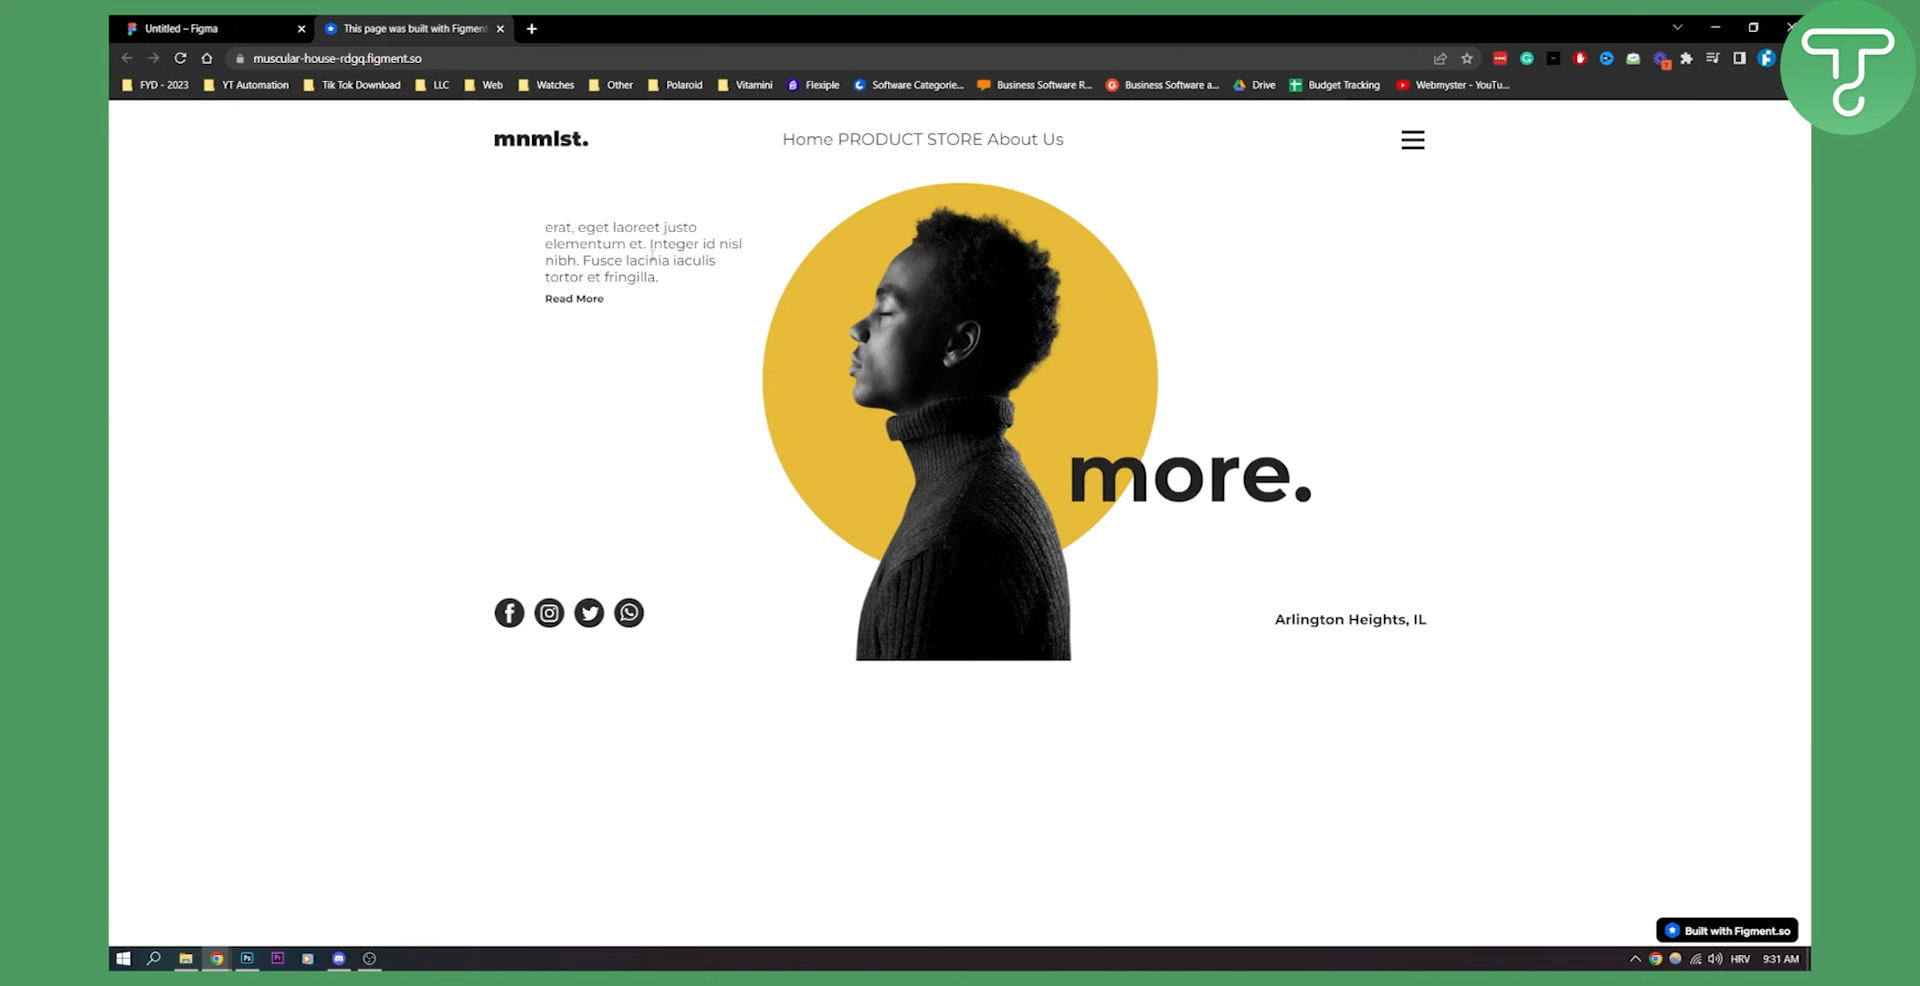 Untitled – Figma
This page was built with Figment
muscular-house-rdgq.figment.so
FYD - 2023 YT Automation Tik Tok Download LLC Web Watches Other Polaroid Vitamini Flexiple Software Categorie... Business Software R... Business Software a... Drive Budget Tracking Webmyster - YouTu...
mnmlst.
Home PRODUCT STORE About Us
erat, eget laoreet justo
elementum et. Integer id nisl
nibh. Fusce lacinia iaculis
tortor et fringilla.
Read More
more.
Arlington Heights, IL
Built with Figment.so
Ps Pr
HRV 9:31 AM